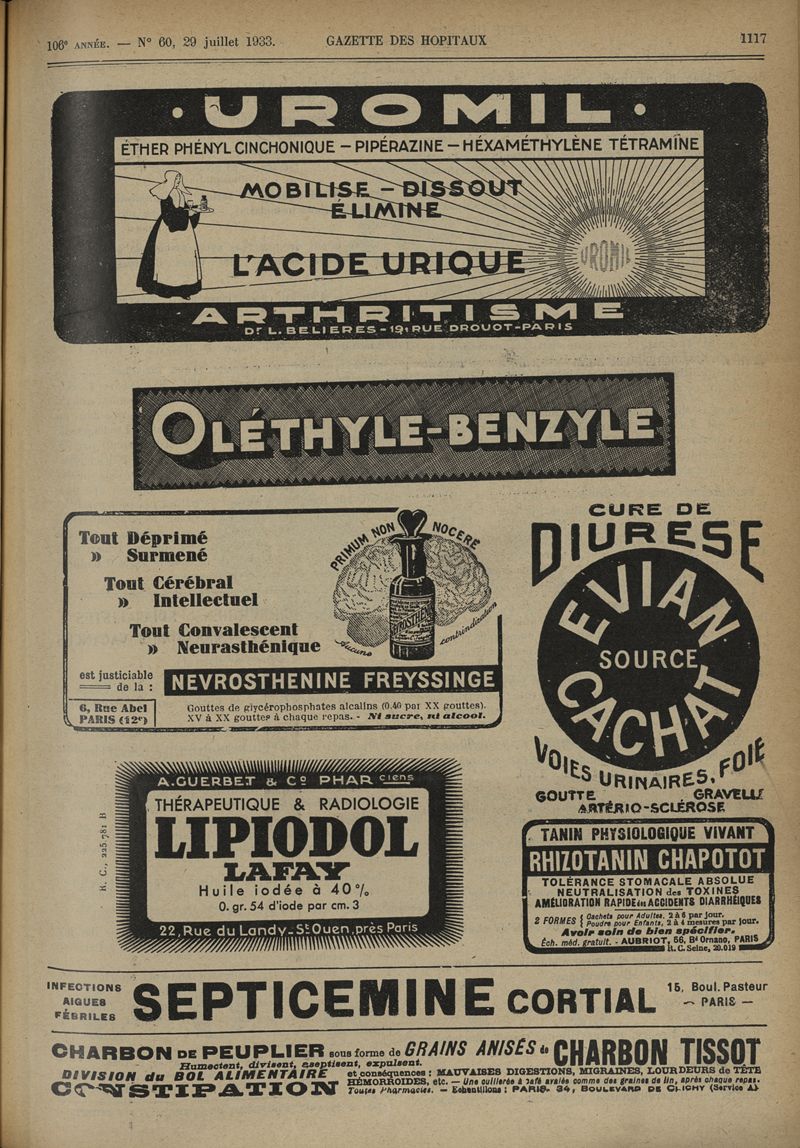 106e ANNÉE. — N° 60, 29 juillet 1933. GAZETTE DES HOPITAUX 1117
• UROMIL •
ÉTHER PHÉNYL CINCHONIQUE — PIPÉRAZINE — HÉXAMÉTHYLÈNE TÉTRAMÎNE
MOBILISE — DISSOUT
ÉLIMINE
L'ACIDE URIQUE
UROMIL
ARTHRITISME
Dr L. BELIERES - 19, RUE DROUOT - PARIS
OLÉTHYLE-BENZYLE
Tout Déprimé
» Surmené
Tout Cérébral
» Intellectuel
Tout Convalescent
» Neurasthénique
PRIMUM NON NOCERE
Aucune contrindication
est justiciable
de la :
NEVROSTHENINE FREYSSINGE
6, Rue Abel
PARIS (12e)
Gouttes de glycérophosphates alcalins (0.40 par XX gouttes).
XV à XX gouttes à chaque repas. - Ni sucre, ni alcool.
CURE DE
DIURESE
EVIAN
SOURCE
CACHAT
VOIES URINAIRES, FOIE
GOUTTE GRAVELLE
ARTÉRIO-SCLÉROSE
A. GUERBET & Cº PHARciens
THÉRAPEUTIQUE & RADIOLOGIE
LIPIODOL
LAFAY
Huile iodée à 40%
0. gr. 54 d'iode par cm. 3
22, Rue du Landy _ St Ouen, près Paris
R. C., 225 781 B
TANIN PHYSIOLOGIQUE VIVANT
RHIZOTANIN CHAPOTOT
TOLÉRANCE STOMACALE ABSOLUE
NEUTRALISATION des TOXINES
AMÉLIORATION RAPIDE des ACCIDENTS DIARRHÉIQUES
2 FORMES { Cachets pour Adultes. 2 à 6 par jour.
{ Poudre pour Enfants, 2 à 4 mesures par jour.
Avoir soin de bien spécifier.
Éch. méd. gratuit. - AUBRIOT, 56, Bd Ornano, PARIS
R. C. Seine, 20.019
INFECTIONS
AIGUES
FÉBRILES
SEPTICEMINE CORTIAL
15, Boul. Pasteur
— PARIS —
CHARBON DE PEUPLIER sous forme de GRAINS ANISÉS de CHARBON TISSOT
Humectent, divisent, aseptisent, expulsent.
DIVISION du BOL ALIMENTAIRE et conséquences : MAUVAISES DIGESTIONS, MIGRAINES, LOURDEURS de TÊTE
CONSTIPATION HÉMORROÏDES, etc. — Une cuillerée à café avalée comme des graines de lin, après chaque repas.
Toutes Pharmacies. — Echantillons : PARIS. 34, BOULEVARD DE CLICHY (Service A)